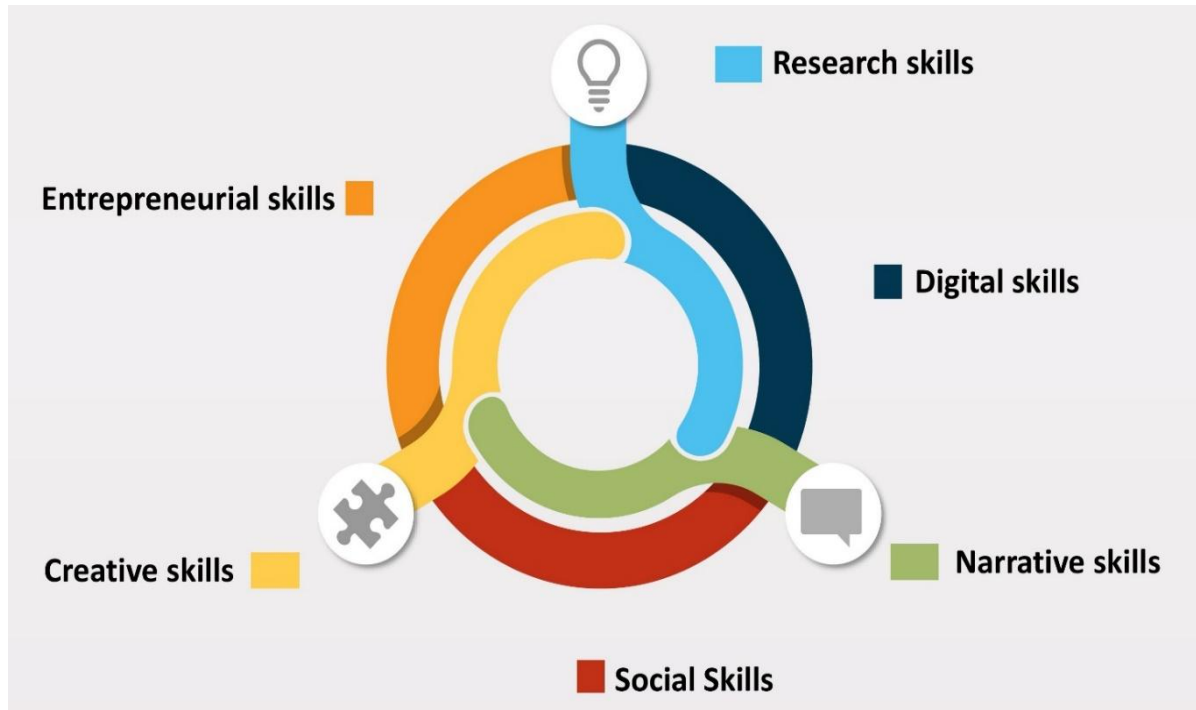 Research skills
Entrepreneurial skills
Digital skills
Creative skills
Narrative skills
Social Skills